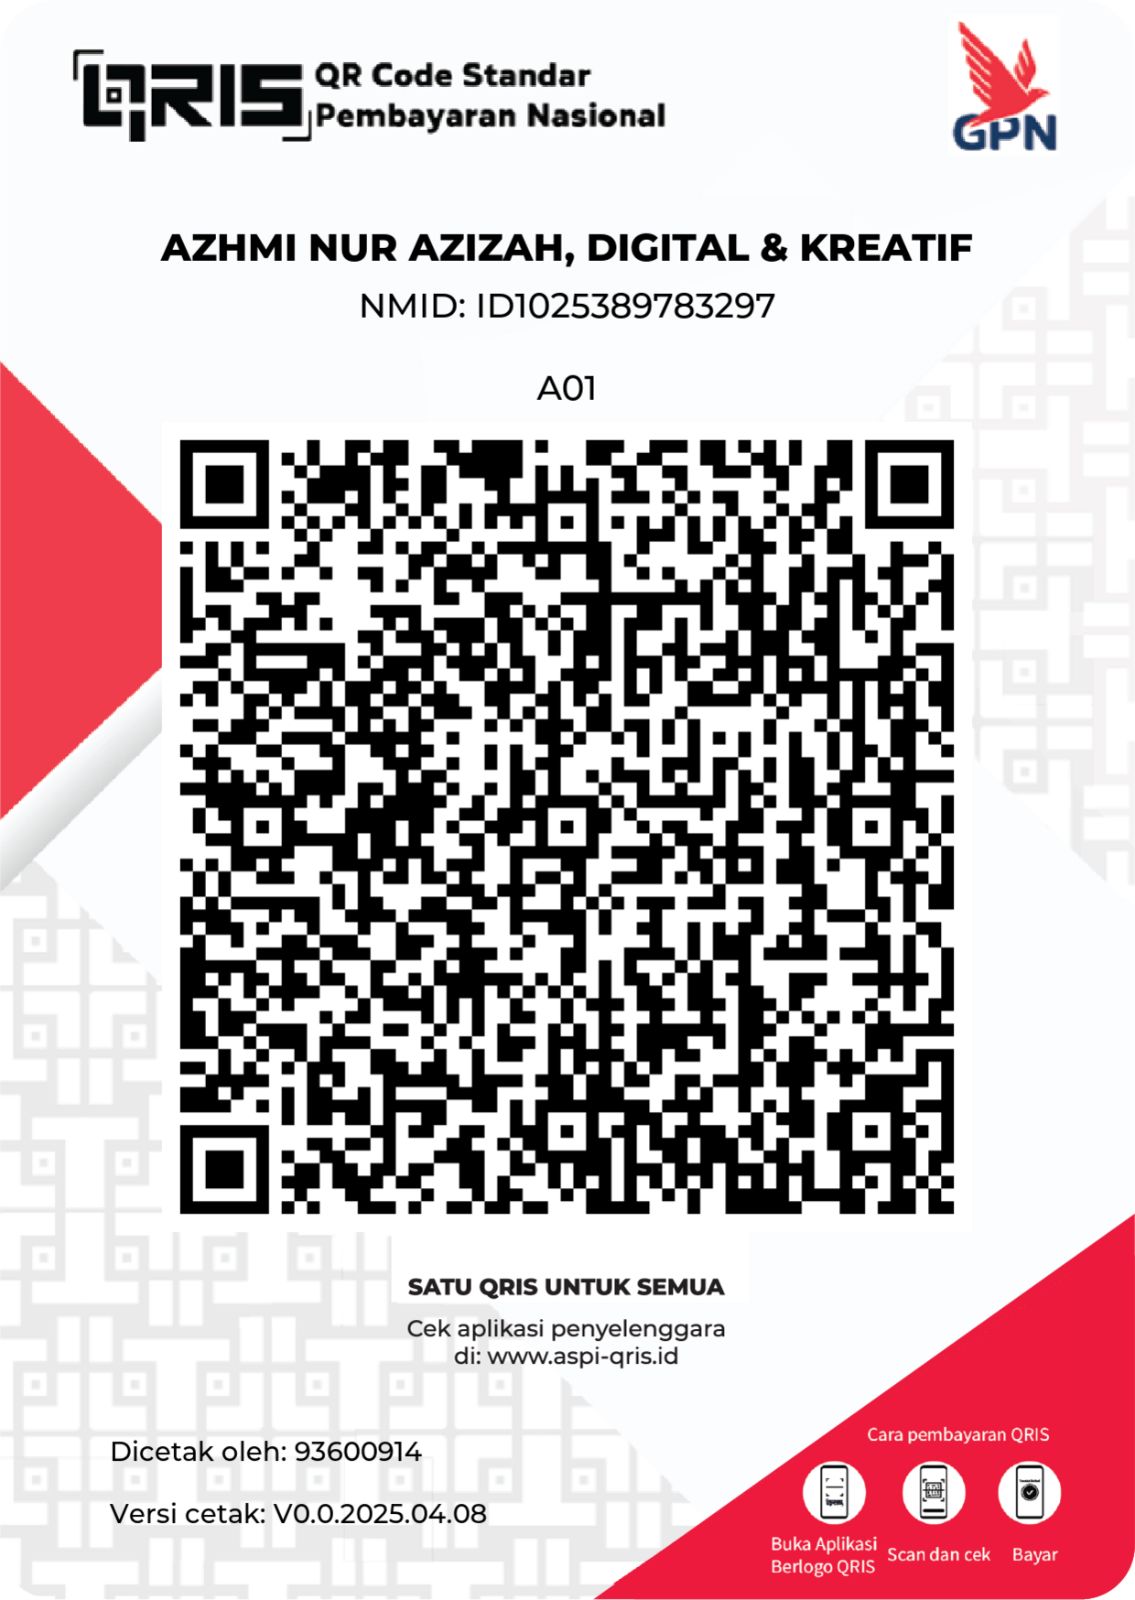 QRIS
QR Code Standar
Pembayaran Nasional
GPN
AZHMI NUR AZIZAH, DIGITAL & KREATIF
NMID: ID1025389783297
A01
SATU QRIS UNTUK SEMUA
Cek aplikasi penyelenggara
di: www.aspi-qris.id
Dicetak oleh: 93600914
Versi cetak: V0.0.2025.04.08
Cara pembayaran QRIS
Buka Aplikasi
Berlogo QRIS
Scan dan cek
Bayar